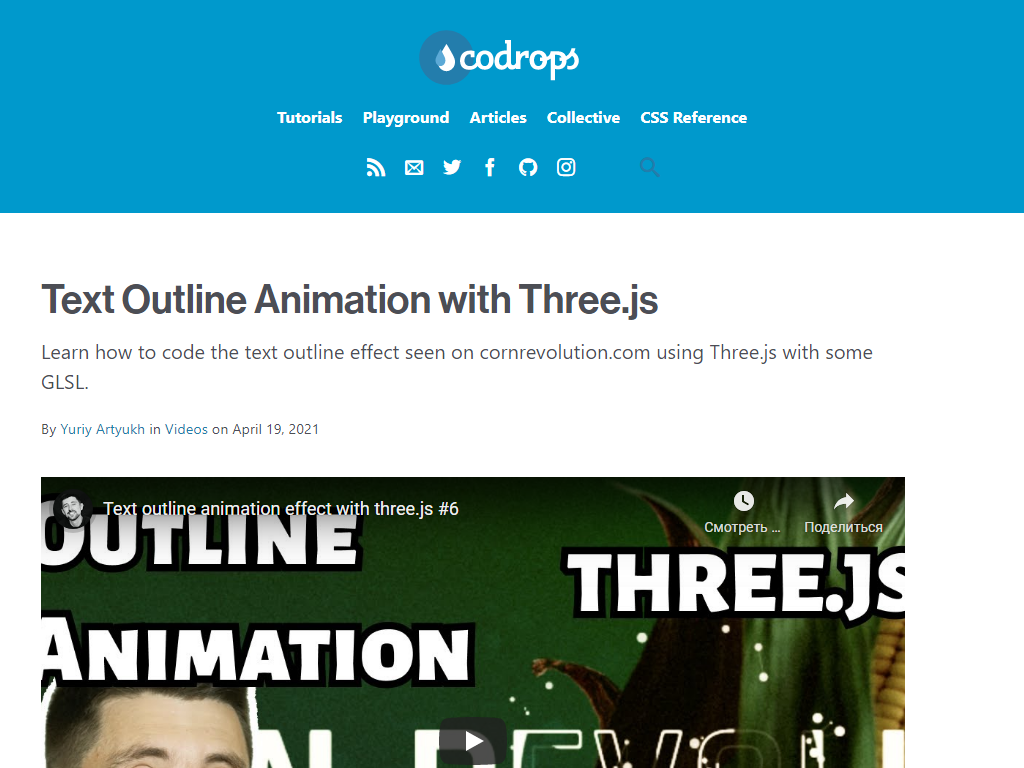 codrops
Tutorials Playground Articles Collective CSS Reference
Text Outline Animation with Three.js
Learn how to code the text outline effect seen on cornrevolution.com using Three.js with some
GLSL.
By Yuriy Artyukh in Videos on April 19, 2021
Text outline animation effect with three.js #6
Смотреть ...
Поделиться
OUTLINE
THREE.JS
ANIMATION